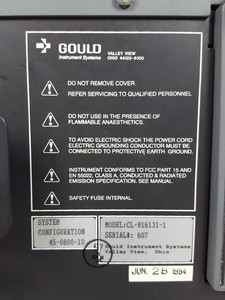 GOULD
Instrument Systems
VALLEY VIEW
OHIO 44125-6100
DO NOT REMOVE COVER.
REFER SERVICING TO QUALIFIED PERSONNEL
DO NOT USE IN THE PRESENCE OF
FLAMMABLE ANAESTHETICS.
TO AVOID ELECTRIC SHOCK THE POWER CORD
ELECTRIC GROUNDING CONDUCTOR MUST BE
CONNECTED TO PROTECTIVE EARTH GROUND.
INSTRUMENT CONFORMS TO FCC PART 15 AND
EN 55022, CLASS A, CONDUCTED & RADIATED
EMISSION SPECIFICATION. SEE MANUAL.
SAFETY FUSE INTERNAL.
SYSTEM
CONFIGURATION
45-0800-10
MODEL:CL-816131-1
SERIAL#: 607
Gould Instrument Systems
Valley View, Ohio
JUN. 28 1994